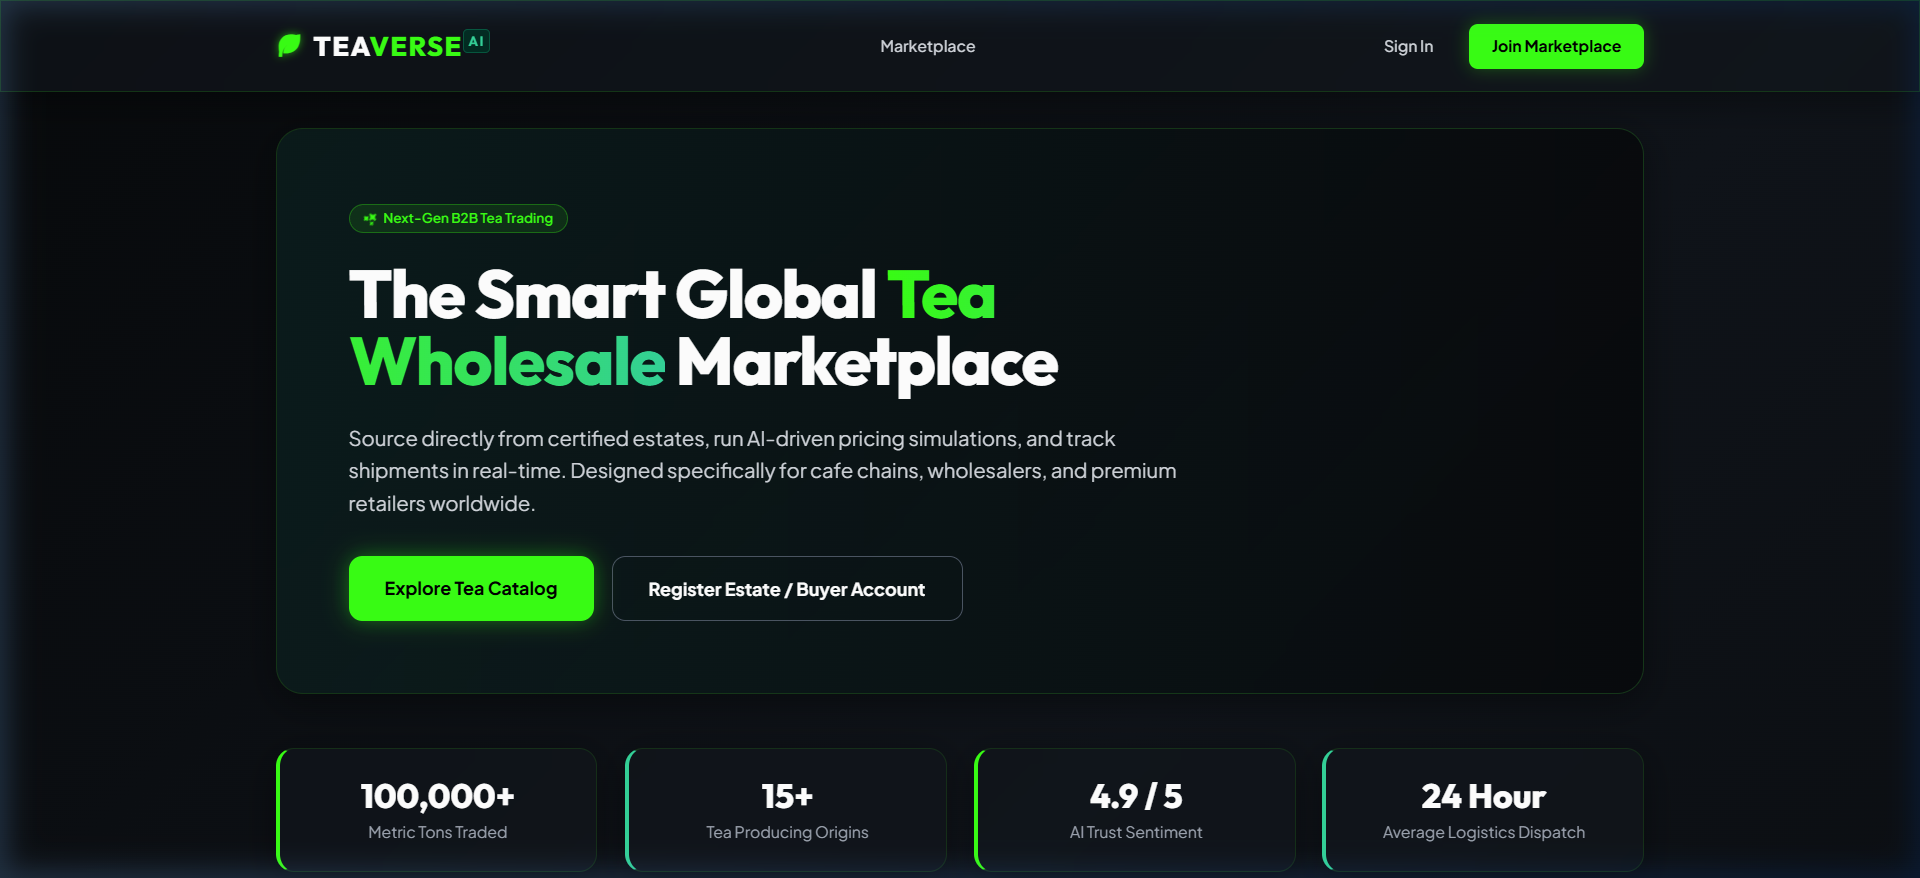 TEAVERSE AI
Marketplace
Sign In
Join Marketplace
Next-Gen B2B Tea Trading
The Smart Global Tea
Wholesale Marketplace
Source directly from certified estates, run AI-driven pricing simulations, and track
shipments in real-time. Designed specifically for cafe chains, wholesalers, and premium
retailers worldwide.
Explore Tea Catalog
Register Estate / Buyer Account
100,000+
Metric Tons Traded
15+
Tea Producing Origins
4.9 / 5
AI Trust Sentiment
24 Hour
Average Logistics Dispatch